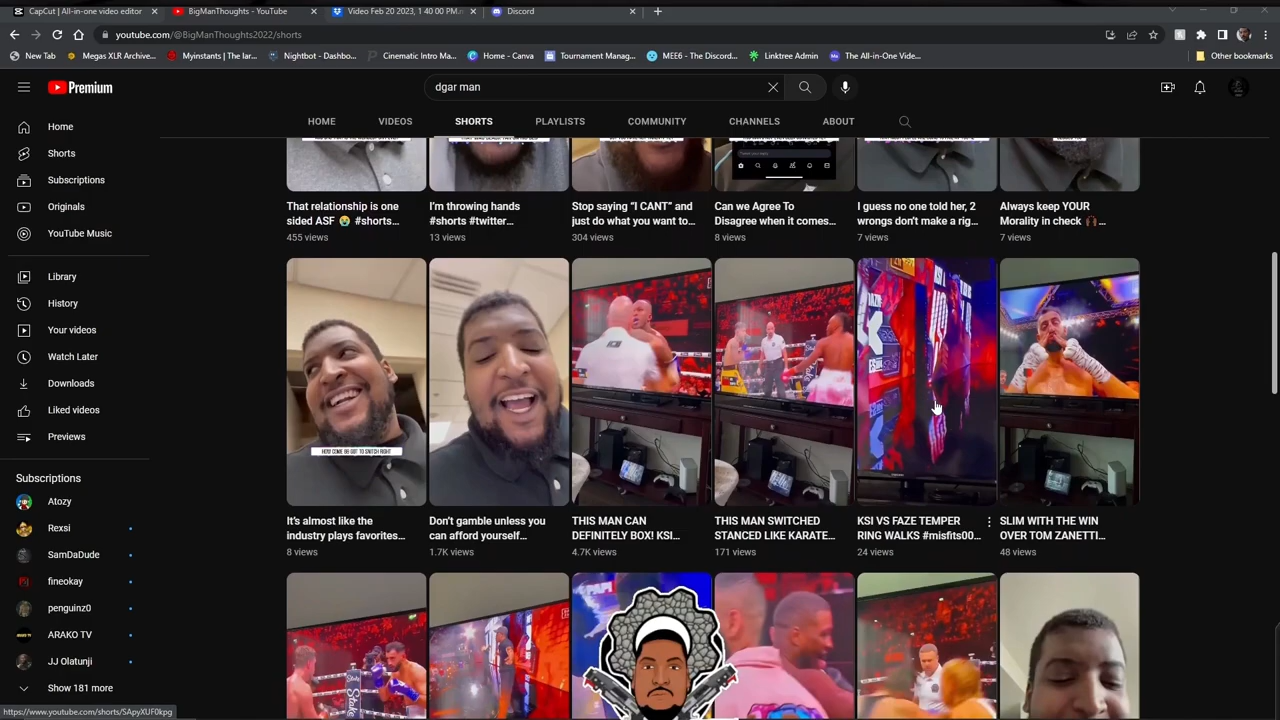 CapCut | All-in-one video editor
BigManThoughts - YouTube
Video Feb 20 2023, 1 40 00 PM
Discord
youtube.com/@BigManThoughts2022/shorts
New Tab
Megas XLR Archive...
Myinstants | The lar...
Nightbot - Dashbo...
Cinematic Intro Ma...
Home - Canva
Tournament Manag...
MEE6 - The Discord...
Linktree Admin
The All-in-One Vide...
Other bookmarks
Premium
dgar man
HOME
VIDEOS
SHORTS
PLAYLISTS
COMMUNITY
CHANNELS
ABOUT
Home
Shorts
Subscriptions
Originals
YouTube Music
Library
History
Your videos
Watch Later
Downloads
Liked videos
Previews
Subscriptions
Atozy
Rexsi
SamDaDude
fineokay
penguinz0
ARAKO TV
JJ Olatunji
Show 181 more
That relationship is one
sided ASF 😭 #shorts...
455 views
I'm throwing hands
#shorts #twitter...
13 views
Stop saying "I CANT" and
just do what you want to...
304 views
Can we Agree To
Disagree when it comes...
8 views
I guess no one told her, 2
wrongs don't make a rig...
7 views
Always keep YOUR
Morality in check
7 views
HOW COME 69 GOT TO SNITCH RIGHT
It's almost like the
industry plays favorites...
8 views
Don't gamble unless you
can afford yourself...
1.7K views
THIS MAN CAN
DEFINITELY BOX! KSI...
4.7K views
THIS MAN SWITCHED
STANCED LIKE KARATE...
171 views
KSI VS FAZE TEMPER
RING WALKS #misfits00...
24 views
SLIM WITH THE WIN
OVER TOM ZANETTI...
48 views
https://www.youtube.com/shorts/SApyXUF0kpg